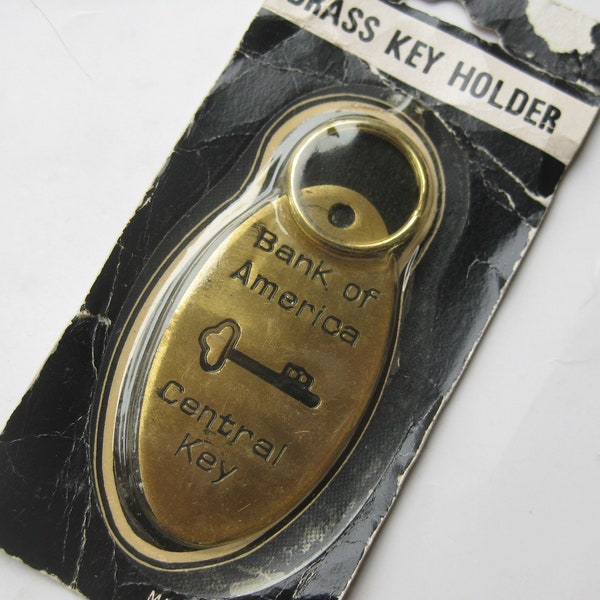 BRASS KEY HOLDER
Bank of
America
Central
Key